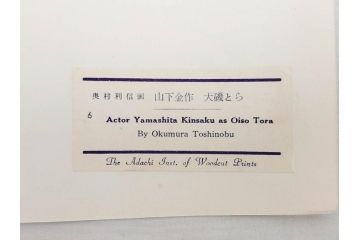 奥村利信画 山下金作 大磯とら
6 Actor Yamashita Kinsaku as Oiso Tora
By Okumura Toshinobu
The Adachi Inst. of Woodcut Prints